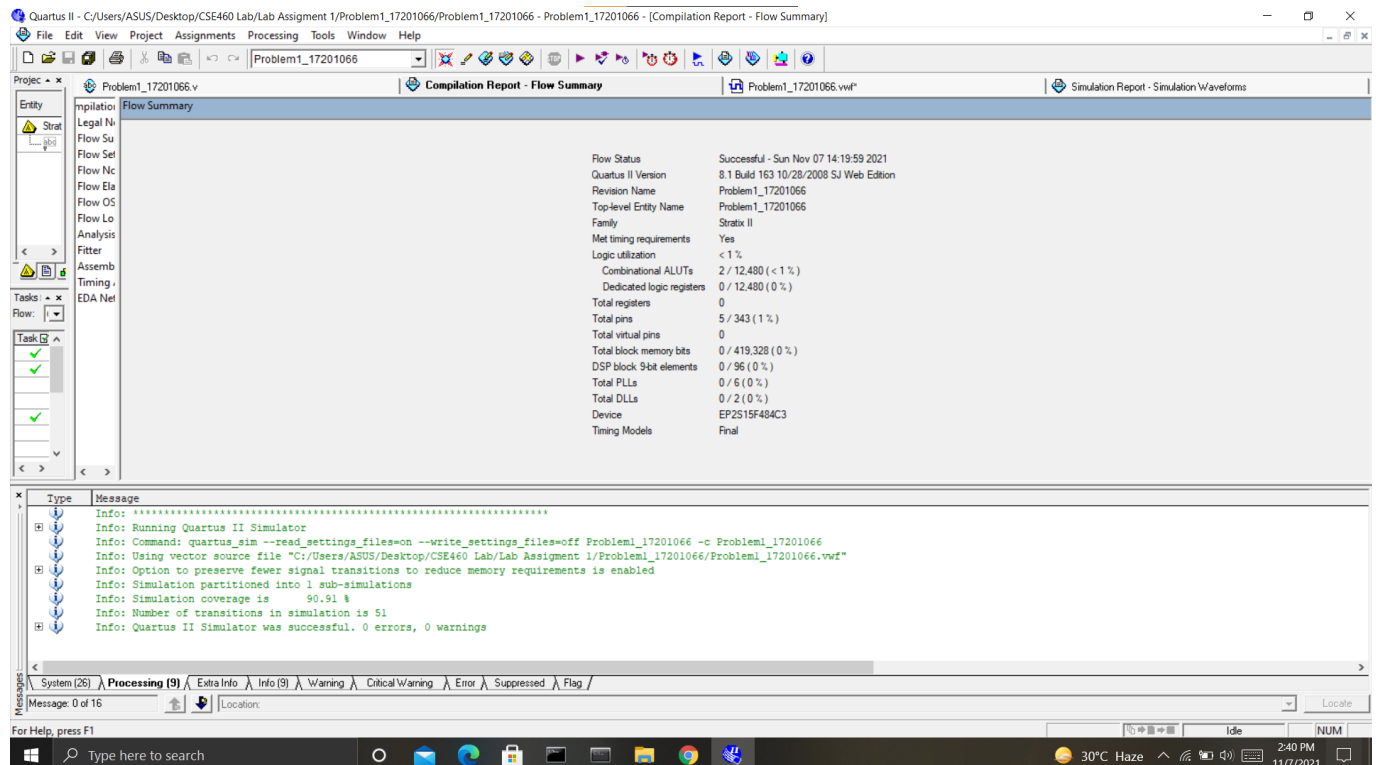 Quartus II - C:/Users/ASUS/Desktop/CSE460 Lab/Lab Assigment 1/Problem1_17201066/Problem1_17201066 - Problem1_17201066 - [Compilation Report - Flow Summary]
File Edit View Project Assignments Processing Tools Window Help
Problem1_17201066
Projec
Problem1_17201066.v
Compilation Report - Flow Summary
Problem1_17201066.vwf*
Simulation Report - Simulation Waveforms
Entity
Strat
abd
mpilation
Legal No
Flow Su
Flow Set
Flow No
Flow Ela
Flow OS
Flow Lo
Analysis
Fitter
Assemb
Timing
EDA Net
Flow Summary
Flow Status Successful - Sun Nov 07 14:19:59 2021
Quartus II Version 8.1 Build 163 10/28/2008 SJ Web Edition
Revision Name Problem1_17201066
Top-level Entity Name Problem1_17201066
Family Stratix II
Met timing requirements Yes
Logic utilization < 1 %
Combinational ALUTs 2 / 12,480 ( < 1 % )
Dedicated logic registers 0 / 12,480 ( 0 % )
Total registers 0
Total pins 5 / 343 ( 1 % )
Total virtual pins 0
Total block memory bits 0 / 419,328 ( 0 % )
DSP block 9-bit elements 0 / 96 ( 0 % )
Total PLLs 0 / 6 ( 0 % )
Total DLLs 0 / 2 ( 0 % )
Device EP2S15F484C3
Timing Models Final
Tasks
Flow:
Task
Type Message
Info: *******************************************************************
Info: Running Quartus II Simulator
Info: Command: quartus_sim --read_settings_files=on --write_settings_files=off Problem1_17201066 -c Problem1_17201066
Info: Using vector source file "C:/Users/ASUS/Desktop/CSE460 Lab/Lab Assigment 1/Problem1_17201066/Problem1_17201066.vwf"
Info: Option to preserve fewer signal transitions to reduce memory requirements is enabled
Info: Simulation partitioned into 1 sub-simulations
Info: Simulation coverage is 90.91 %
Info: Number of transitions in simulation is 51
Info: Quartus II Simulator was successful. 0 errors, 0 warnings
System (26) Processing (9) Extra Info Info (9) Warning Critical Warning Error Suppressed Flag
Messages
Message: 0 of 16
Location:
Locate
For Help, press F1
Idle
NUM
Type here to search
30°C Haze
2:40 PM
11/7/2021